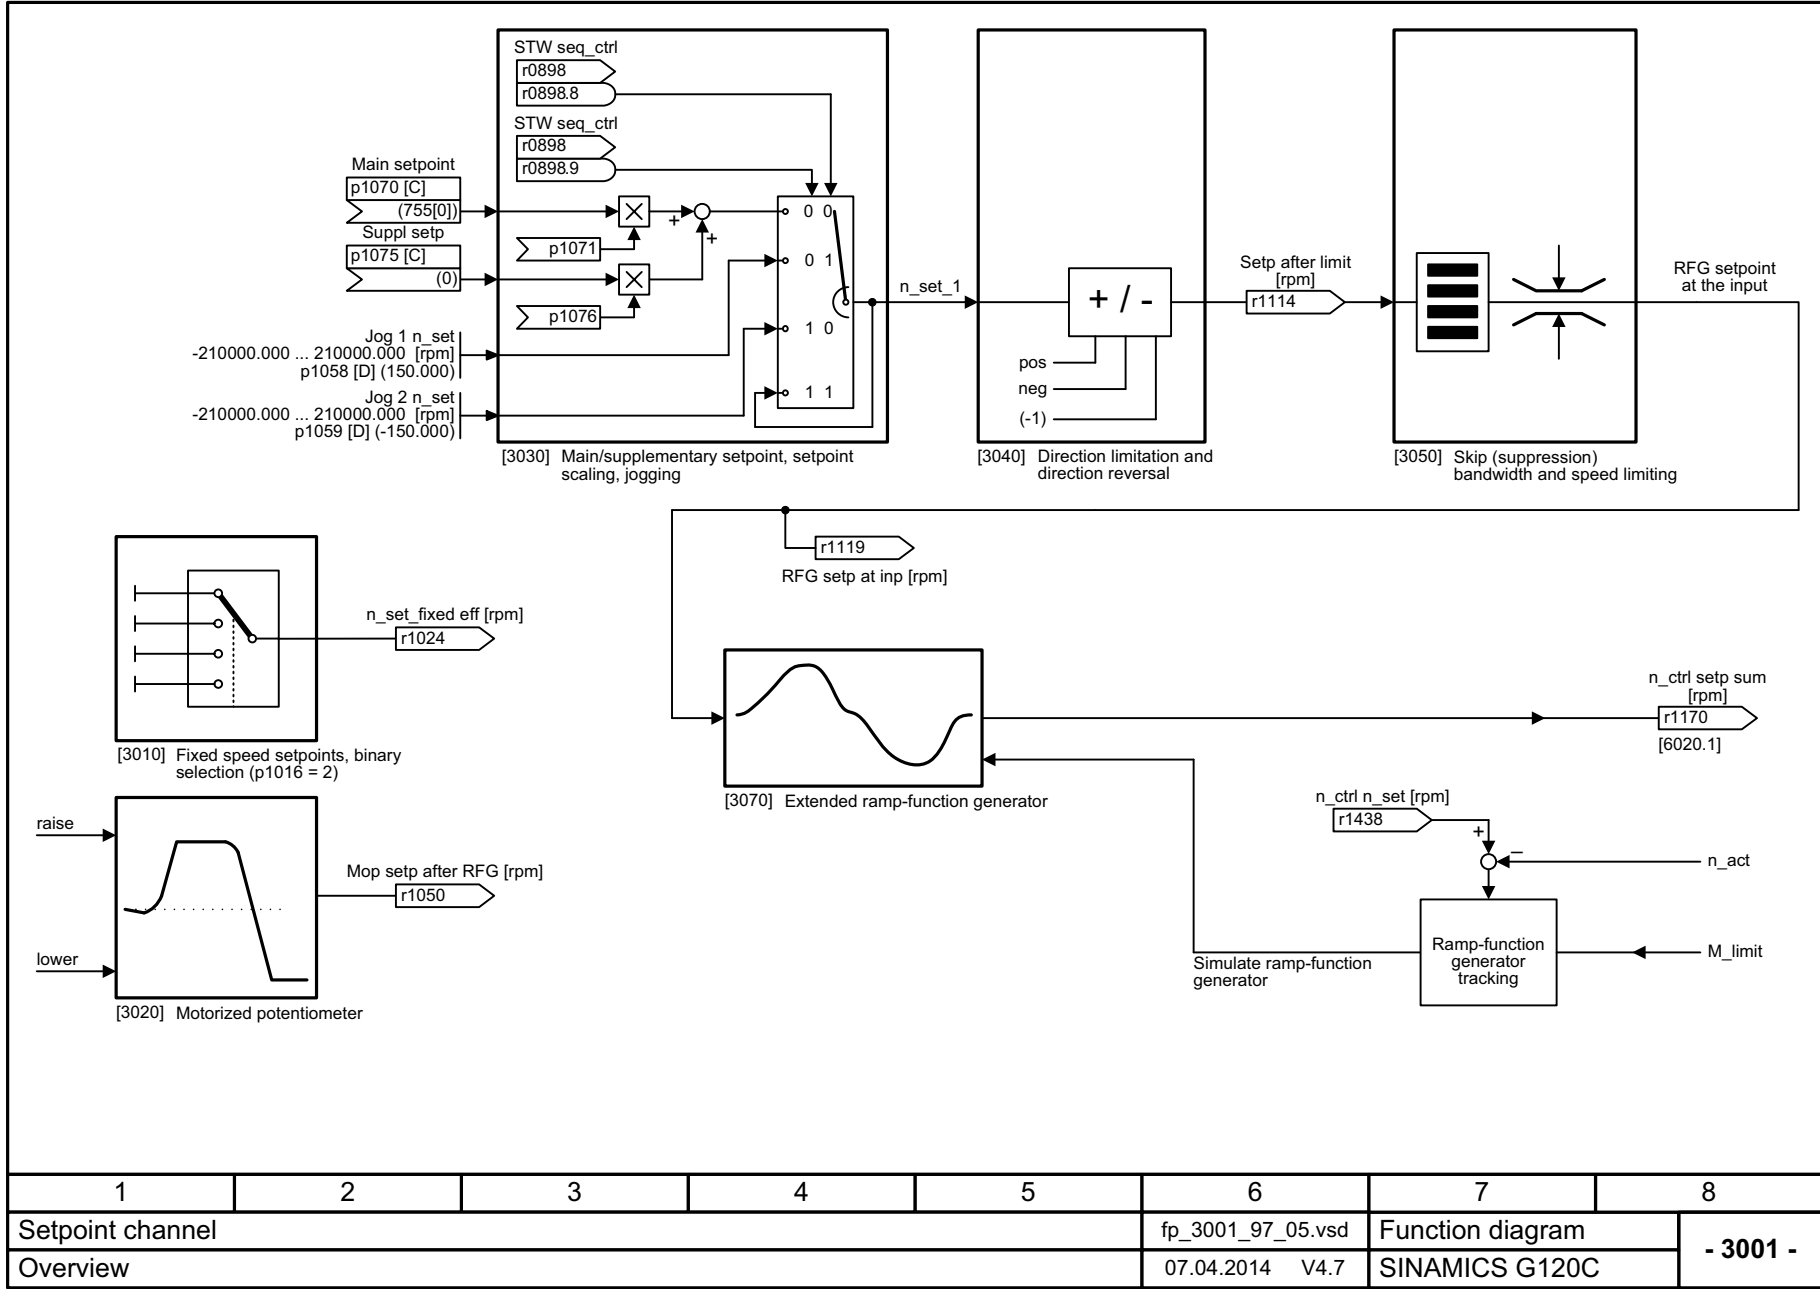 STW seq_ctrl
r0898
r0898.8
STW seq_ctrl
r0898
r0898.9
Main setpoint
p1070 [C]
(755[0])
Suppl setp
p1075 [C]
(0)
p1071
+
+
p1076
0 0
0 1
1 0
1 1
Jog 1 n_set
-210000.000 ... 210000.000 [rpm]
p1058 [D] (150.000)
Jog 2 n_set
-210000.000 ... 210000.000 [rpm]
p1059 [D] (-150.000)
n_set_1
+ / -
pos
neg
(-1)
Setp after limit
[rpm]
r1114
RFG setpoint
at the input
[3030] Main/supplementary setpoint, setpoint
scaling, jogging
[3040] Direction limitation and
direction reversal
[3050] Skip (suppression)
bandwidth and speed limiting
r1119
RFG setp at inp [rpm]
n_set_fixed eff [rpm]
r1024
[3010] Fixed speed setpoints, binary
selection (p1016 = 2)
n_ctrl setp sum
[rpm]
r1170
[6020.1]
[3070] Extended ramp-function generator
n_ctrl n_set [rpm]
r1438
+
–
n_act
raise
lower
Mop setp after RFG [rpm]
r1050
[3020] Motorized potentiometer
Ramp-function
generator
tracking
M_limit
Simulate ramp-function
generator
1 2 3 4 5 6 7 8
Setpoint channel
fp_3001_97_05.vsd
Function diagram
- 3001 -
Overview
07.04.2014 V4.7
SINAMICS G120C